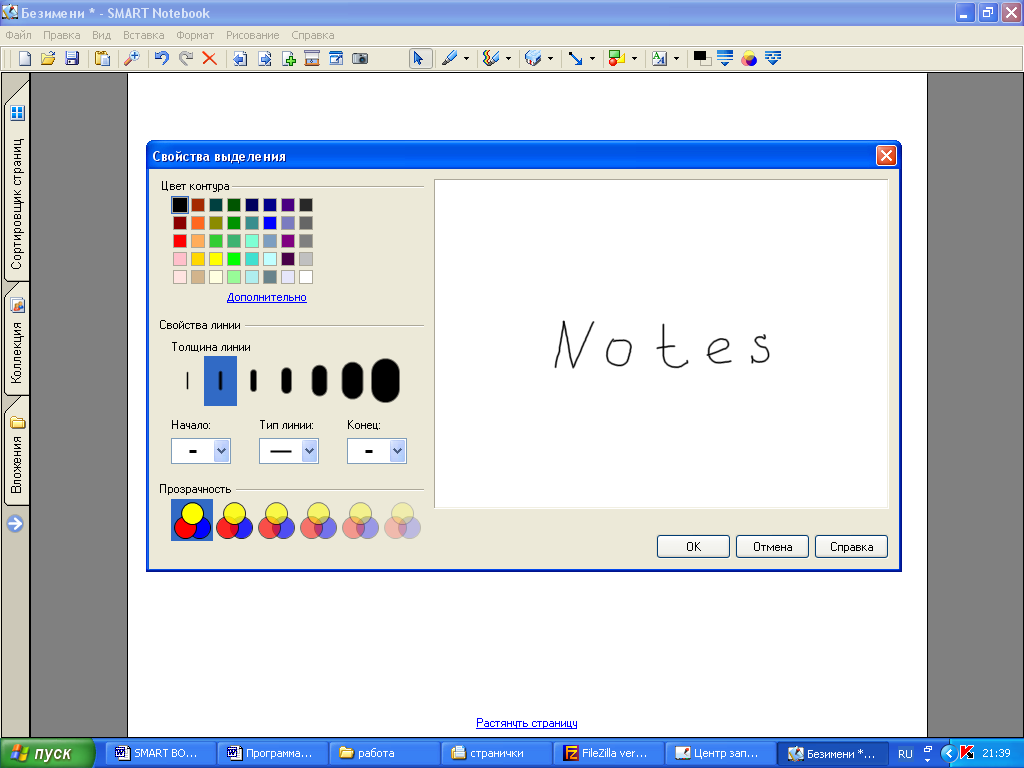 Безимени * - SMART Notebook
Файл Правка Вид Вставка Формат Рисование Справка
Сортировщик страниц
Коллекция
Вложения
Свойства выделения
Цвет контура
Дополнительно
Свойства линии
Толщина линии
Начало: Тип линии: Конец:
Прозрачность
Notes
OK Отмена Справка
Растянуть страницу
пуск SMART BO... Программа... работа странички FileZilla ver... Центр зап... Безимени *... RU 21:39